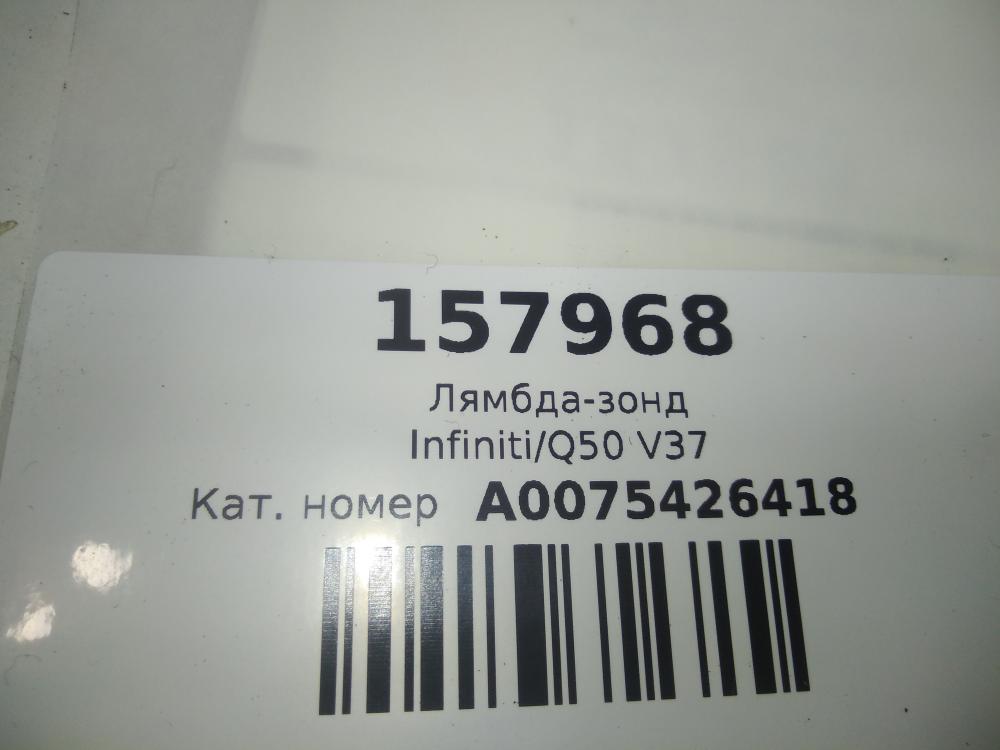 157968
Лямбда-зонд
Infiniti/Q50 V37
Кат. номер A0075426418